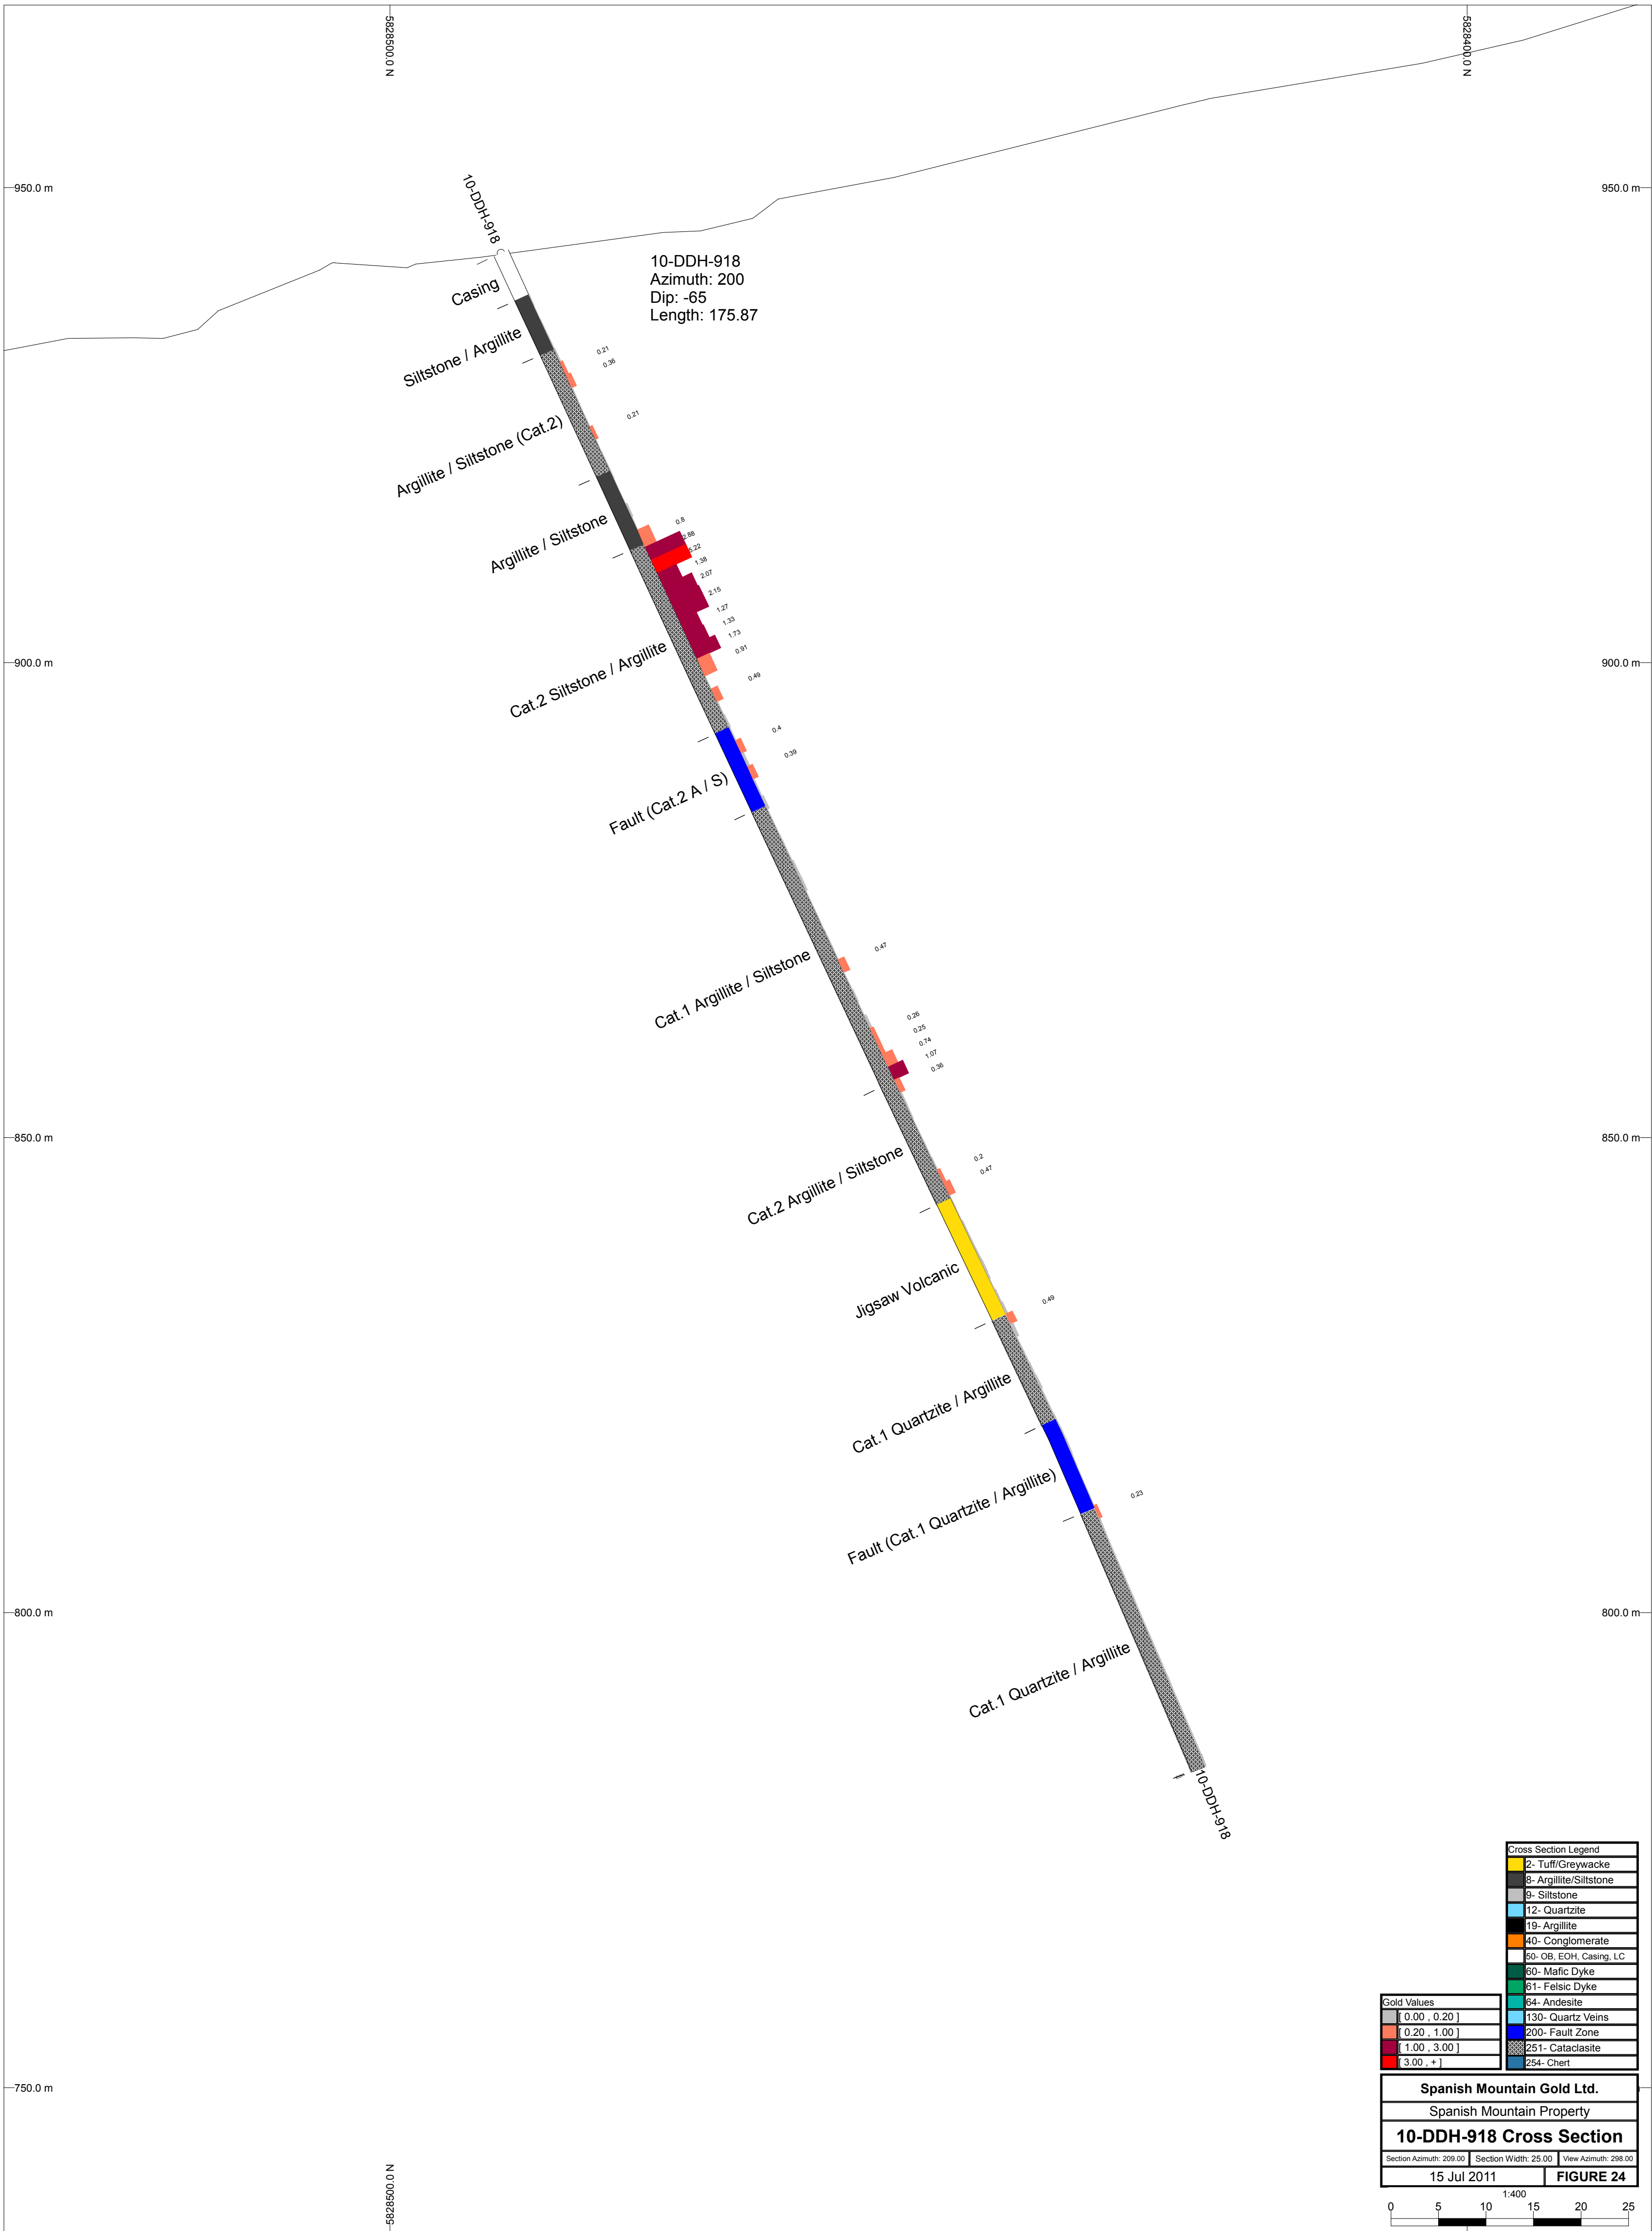 5828500.0 N
5828400.0 N
950.0 m
950.0 m
10-DDH-918
10-DDH-918
Azimuth: 200
Dip: -65
Length: 175.87
Casing
Siltstone / Argillite
0.21
0.36
Argillite / Siltstone (Cat.2)
0.21
Argillite / Siltstone
0.8
2.88
5.22
1.38
2.07
2.15
1.27
1.33
1.73
0.91
900.0 m
900.0 m
Cat.2 Siltstone / Argillite
0.49
0.4
0.39
Fault (Cat.2 A / S)
0.47
Cat.1 Argillite / Siltstone
0.26
0.25
0.74
1.07
0.36
850.0 m
850.0 m
Cat.2 Argillite / Siltstone
0.2
0.47
Jigsaw Volcanic
0.49
Cat.1 Quartzite / Argillite
Fault (Cat.1 Quartzite / Argillite)
0.23
800.0 m
800.0 m
Cat.1 Quartzite / Argillite
10-DDH-918
Cross Section Legend
2- Tuff/Greywacke
8- Argillite/Siltstone
9- Siltstone
12- Quartzite
19- Argillite
40- Conglomerate
50- OB, EOH, Casing, LC
60- Mafic Dyke
61- Felsic Dyke
64- Andesite
130- Quartz Veins
200- Fault Zone
251- Cataclasite
254- Chert
Gold Values
[ 0.00 , 0.20 ]
[ 0.20 , 1.00 ]
[ 1.00 , 3.00 ]
[ 3.00 , + ]
750.0 m
Spanish Mountain Gold Ltd.
Spanish Mountain Property
10-DDH-918 Cross Section
Section Azimuth: 209.00 Section Width: 25.00 View Azimuth: 298.00
15 Jul 2011 FIGURE 24
5828500.0 N
1:400
0 5 10 15 20 25